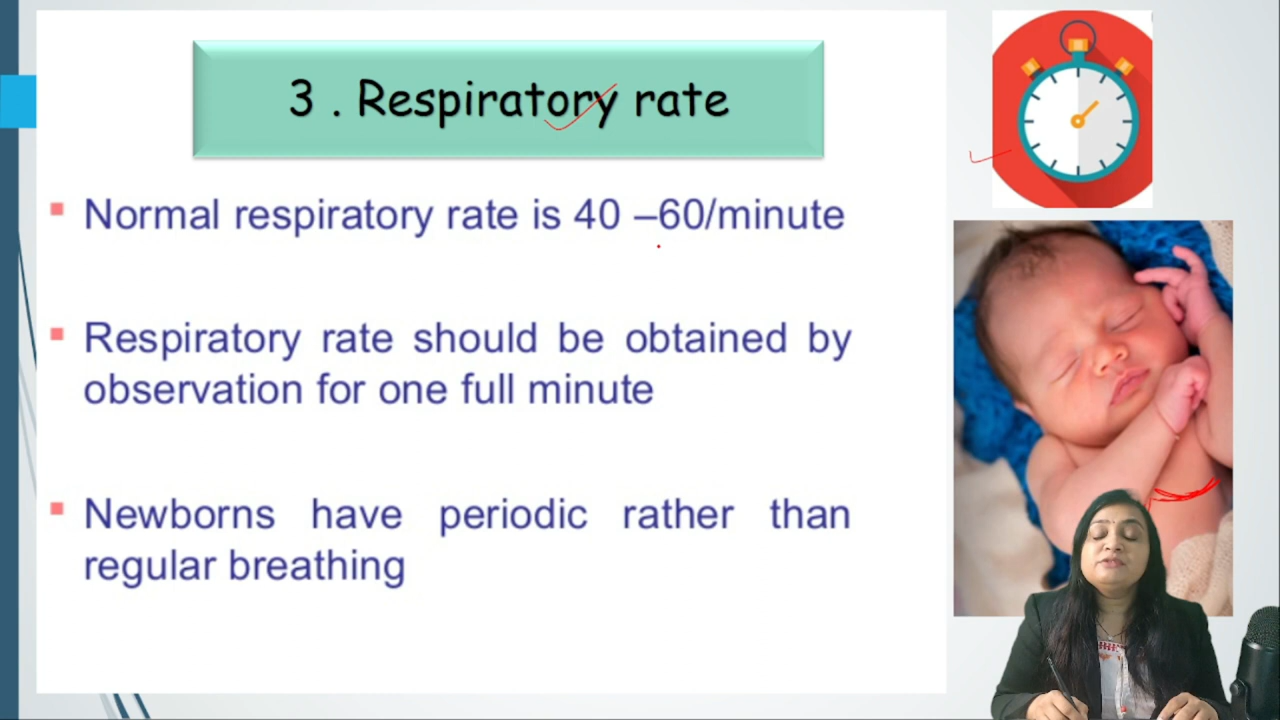 3 . Respiratory rate
Normal respiratory rate is 40 –60/minute
Respiratory rate should be obtained by
observation for one full minute
Newborns have periodic rather than
regular breathing